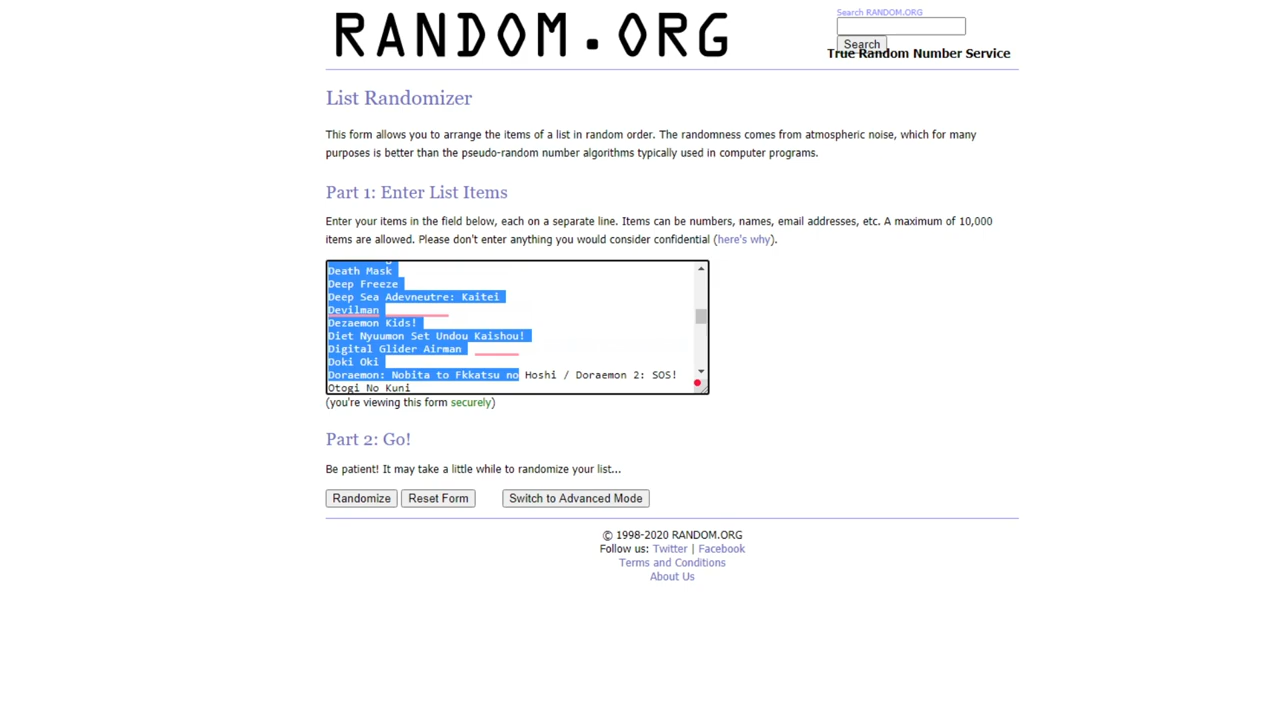 RANDOM.ORG
Search RANDOM.ORG
Search
True Random Number Service
List Randomizer
This form allows you to arrange the items of a list in random order. The randomness comes from atmospheric noise, which for many
purposes is better than the pseudo-random number algorithms typically used in computer programs.
Part 1: Enter List Items
Enter your items in the field below, each on a separate line. Items can be numbers, names, email addresses, etc. A maximum of 10,000
items are allowed. Please don't enter anything you would consider confidential (here's why).
Death Mask
Deep Freeze
Deep Sea Adevneutre: Kaitei
Devilman
Dezaemon Kids!
Diet Nyuumon Set Undou Kaishou!
Digital Glider Airman
Doki Oki
Doraemon: Nobita to Fkkatsu no Hoshi / Doraemon 2: SOS!
Otogi No Kuni
(you're viewing this form securely)
Part 2: Go!
Be patient! It may take a little while to randomize your list...
Randomize Reset Form Switch to Advanced Mode
© 1998-2020 RANDOM.ORG
Follow us: Twitter | Facebook
Terms and Conditions
About Us